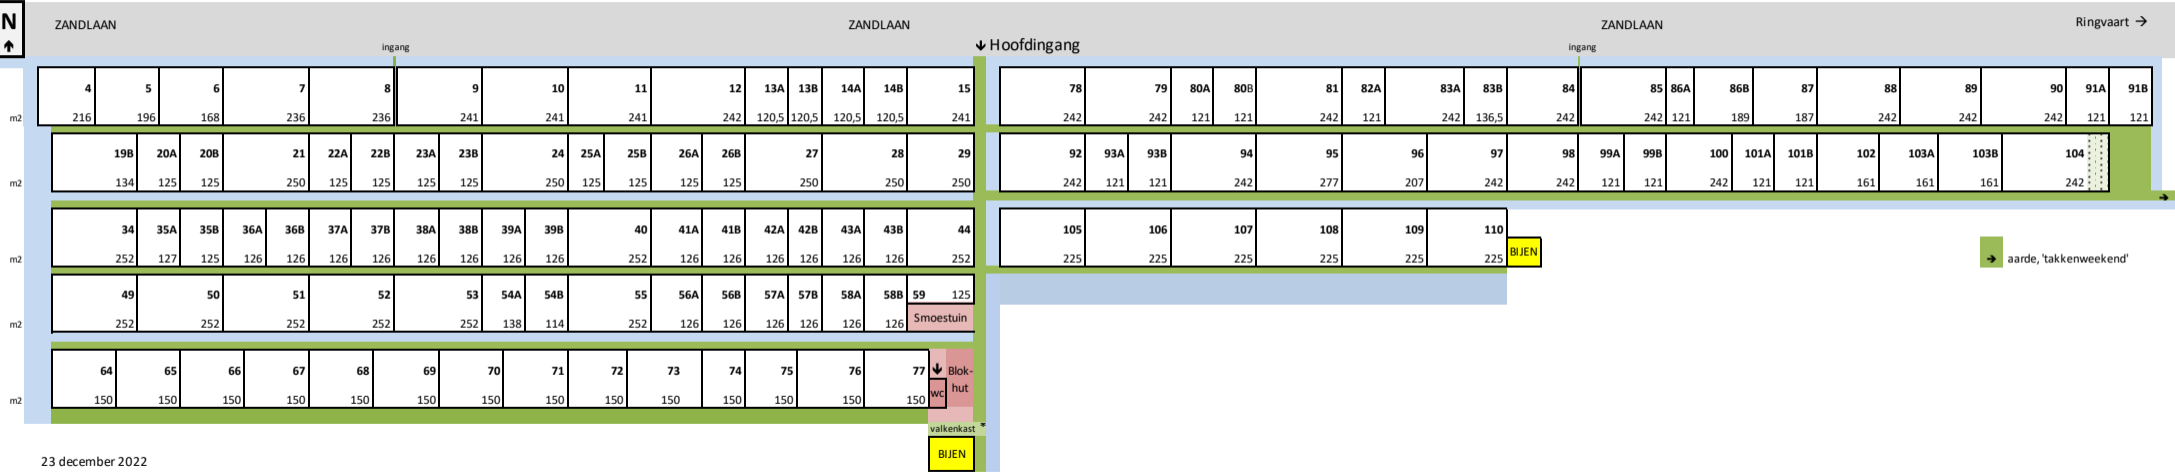 N ZANDLAAN ZANDLAAN ZANDLAAN Ringvaart →
↑ ingang ↓ Hoofdingang ingang
4 5 6 7 8 9 10 11 12 13A 13B 14A 14B 15 78 79 80A 80B 81 82A 83A 83B 84 85 86A 86B 87 88 89 90 91A 91B
m2 216 196 168 236 236 241 241 241 242 120,5 120,5 120,5 120,5 241 242 242 121 121 242 121 242 136,5 242 242 121 189 187 242 242 242 121 121
19B 20A 20B 21 22A 22B 23A 23B 24 25A 25B 26A 26B 27 28 29 92 93A 93B 94 95 96 97 98 99A 99B 100 101A 101B 102 103A 103B 104
m2 134 125 125 250 125 125 125 125 250 125 125 125 125 250 250 250 242 121 121 242 277 207 242 242 121 121 242 121 121 161 161 161 242
→
34 35A 35B 36A 36B 37A 37B 38A 38B 39A 39B 40 41A 41B 42A 42B 43A 43B 44 105 106 107 108 109 110
m2 252 127 125 126 126 126 126 126 126 126 126 252 126 126 126 126 126 126 252 225 225 225 225 225 225 BIJEN → aarde, 'takkenweekend'
49 50 51 52 53 54A 54B 55 56A 56B 57A 57B 58A 58B 59 125
m2 252 252 252 252 252 138 114 252 126 126 126 126 126 126 Smoestuin
64 65 66 67 68 69 70 71 72 73 74 75 76 77 ↓ Blok-
hut
m2 150 150 150 150 150 150 150 150 150 150 150 150 150 150 wc
valkenkast *
BIJEN
23 december 2022